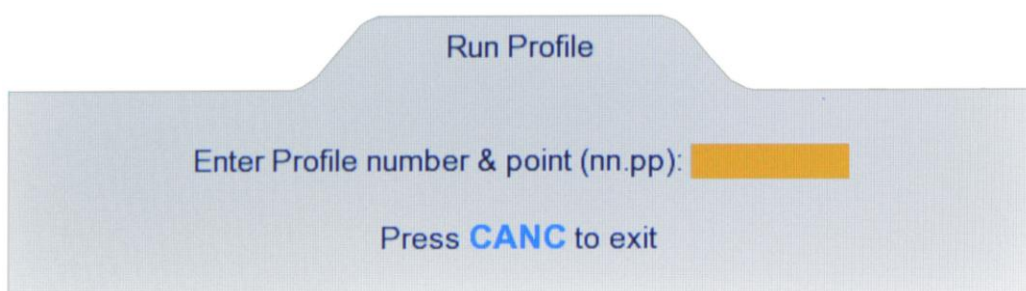 Run Profile
Enter Profile number & point (nn.pp):
Press CANC to exit